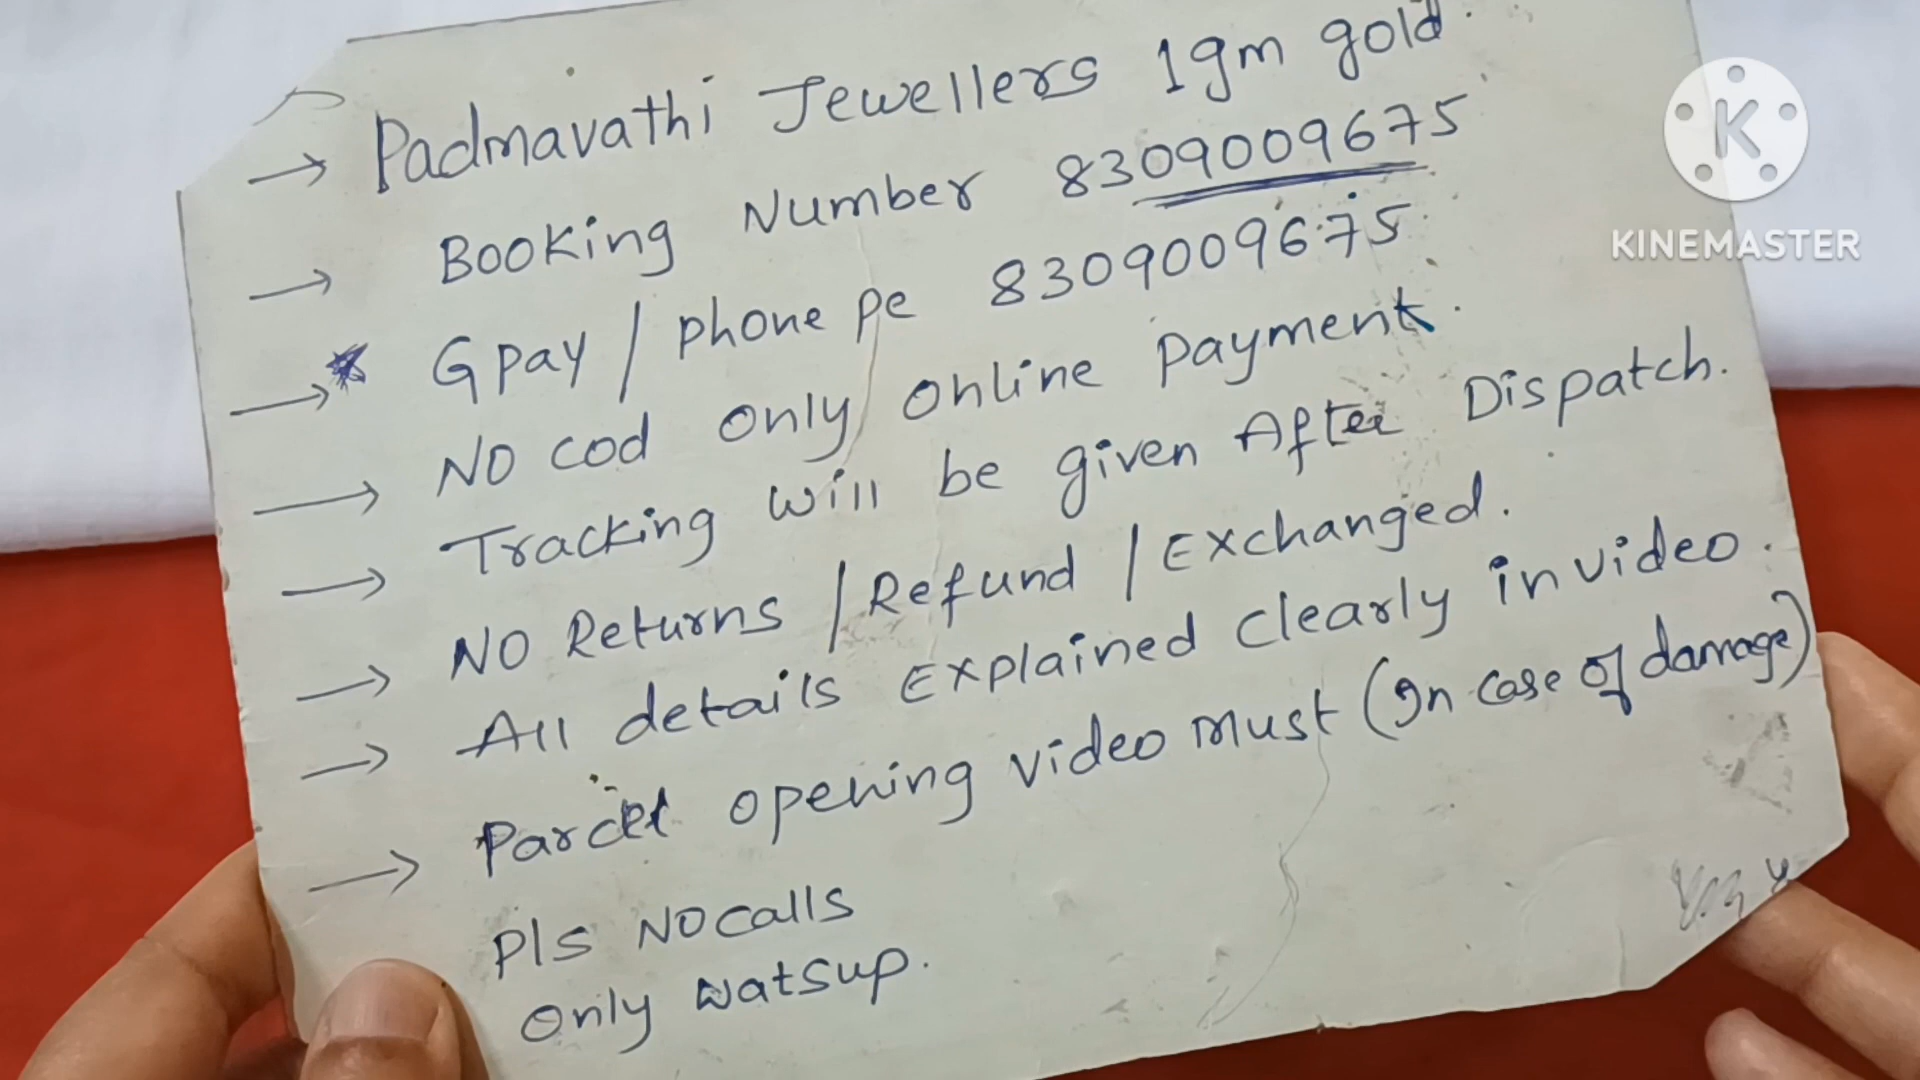 → Padmavathi Jewellers 1gm gold.
→ Booking Number 8309009675
→ * Gpay / Phone pe 8309009675
→ NO cod only online payment.
→ Tracking will be given After Dispatch.
→ NO Returns / Refund / Exchanged.
→ All details Explained clearly in video.
→ Parcel opening video must (In case of damage)
Pls NO calls
Only watsup.
K
KINEMASTER